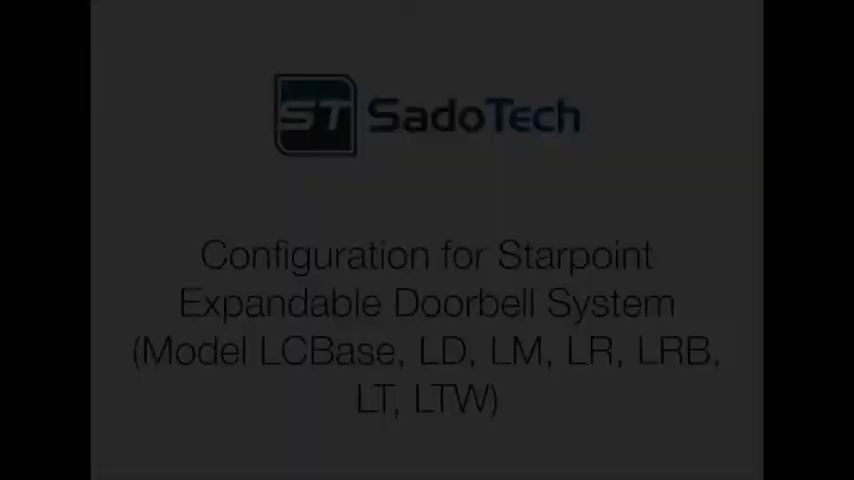 ST SadoTech
Configuration for Starpoint
Expandable Doorbell System
(Model LCBase, LD, LM, LR, LRB,
LT, LTW)